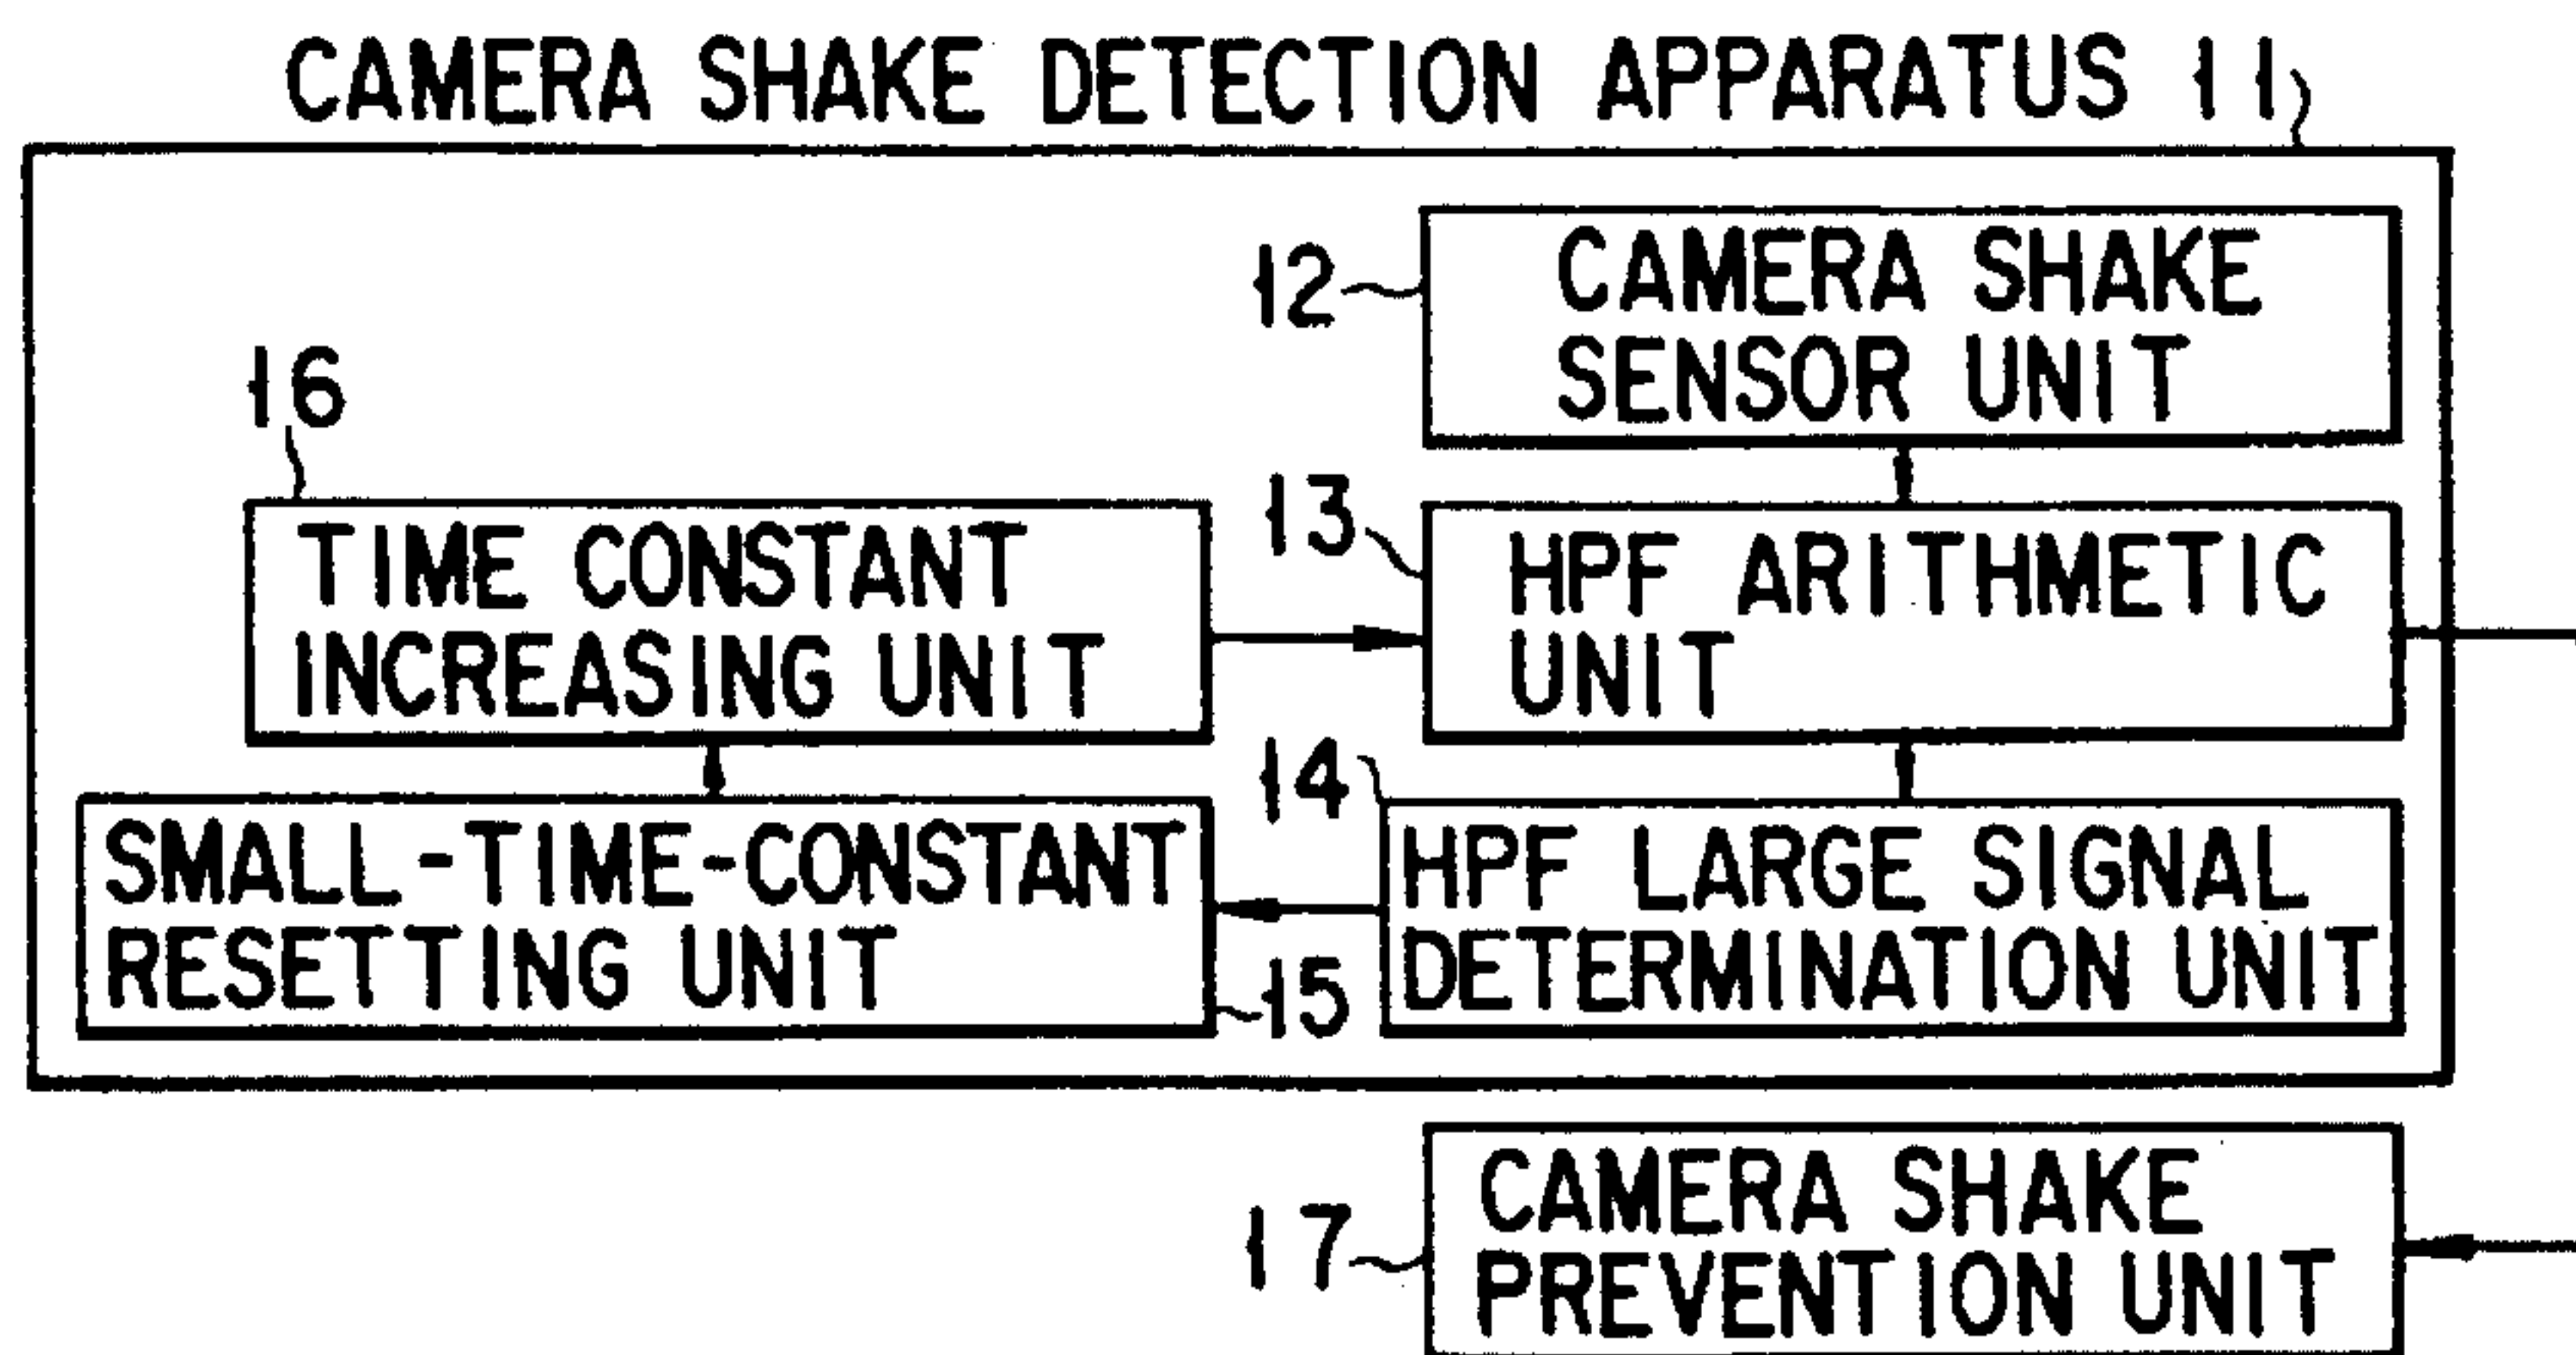 CAMERA SHAKE DETECTION APPARATUS 11
12
CAMERA SHAKE
SENSOR UNIT
16
TIME CONSTANT
INCREASING UNIT
13
HPF ARITHMETIC
UNIT
SMALL-TIME-CONSTANT
RESETTING UNIT
15
14
HPF LARGE SIGNAL
DETERMINATION UNIT
17
CAMERA SHAKE
PREVENTION UNIT